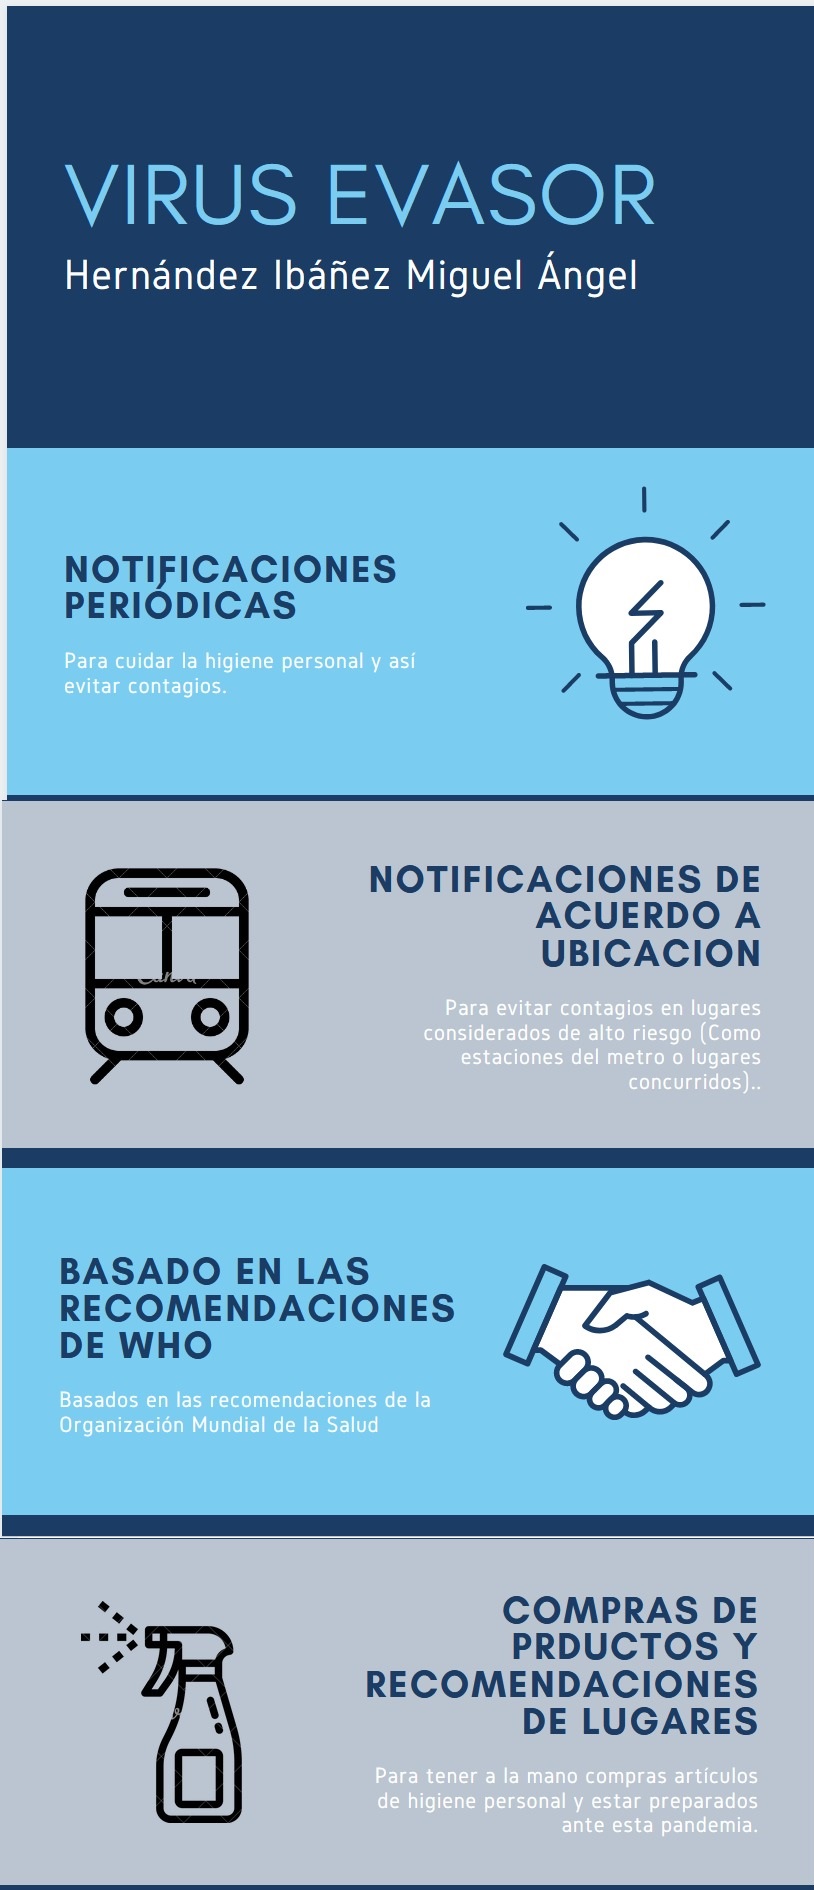 VIRUS EVASOR
Hernández Ibáñez Miguel Ángel
NOTIFICACIONES
PERIÓDICAS
Para cuidar la higiene personal y así
evitar contagios.
NOTIFICACIONES DE
ACUERDO A
UBICACION
Para evitar contagios en lugares
considerados de alto riesgo (Como
estaciones del metro o lugares
concurridos)..
Canva
BASADO EN LAS
RECOMENDACIONES
DE WHO
Basados en las recomendaciones de la
Organización Mundial de la Salud
COMPRAS DE
PRDUCTOS Y
RECOMENDACIONES
DE LUGARES
Para tener a la mano compras artículos
de higiene personal y estar preparados
ante esta pandemia.